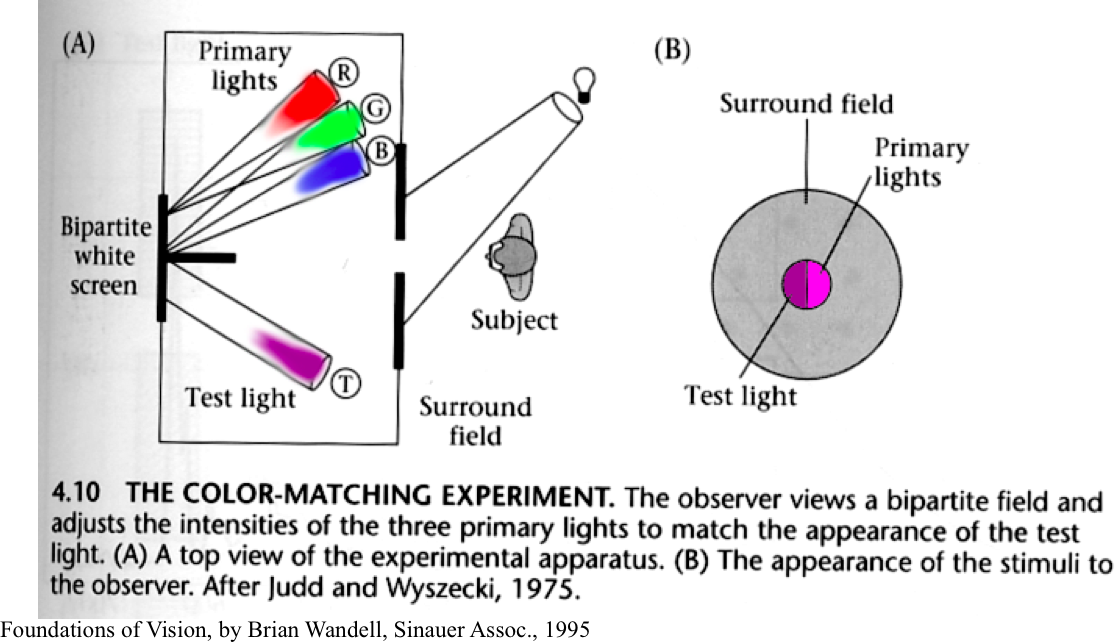 (A)
Primary
lights
R
G
B
Bipartite
white
screen
Test light
T
Subject
Surround
field
(B)
Surround field
Primary
lights
Test light
4.10 THE COLOR-MATCHING EXPERIMENT. The observer views a bipartite field and
adjusts the intensities of the three primary lights to match the appearance of the test
light. (A) A top view of the experimental apparatus. (B) The appearance of the stimuli to
the observer. After Judd and Wyszecki, 1975.
Foundations of Vision, by Brian Wandell, Sinauer Assoc., 1995